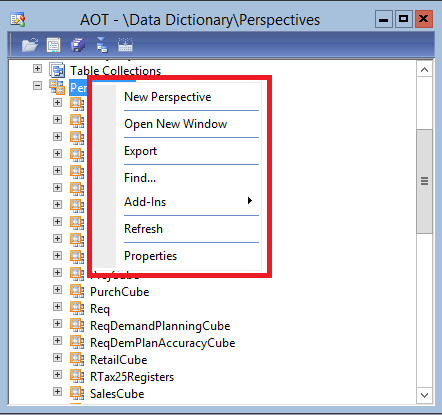 AOT - \Data Dictionary\Perspectives
Table Collections
Per
New Perspective
Open New Window
Export
Find...
Add-Ins
Refresh
Properties
PurchCube
Req
ReqDemandPlanningCube
ReqDemPlanAccuracyCube
RetailCube
RTax25Registers
SalesCube